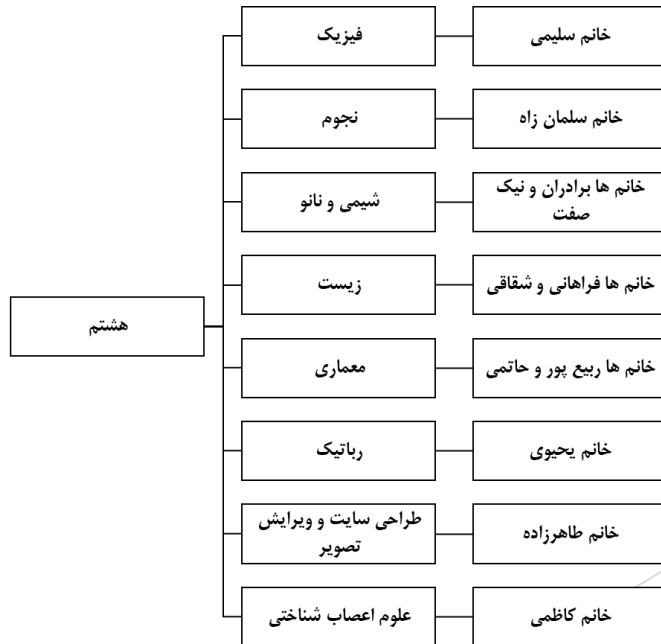 هشتم
فیزیک
خانم سلیمی
نجوم
خانم سلمان زاه
شیمی و نانو
خانم ها برادران و نیک
صفت
زیست
خانم ها فراهانی و شقاقی
معماری
خانم ها ربیع پور و حاتمی
رباتیک
خانم یحیوی
طراحی سایت و ویرایش
تصویر
خانم طاهرزاده
علوم اعصاب شناختی
خانم کاظمی